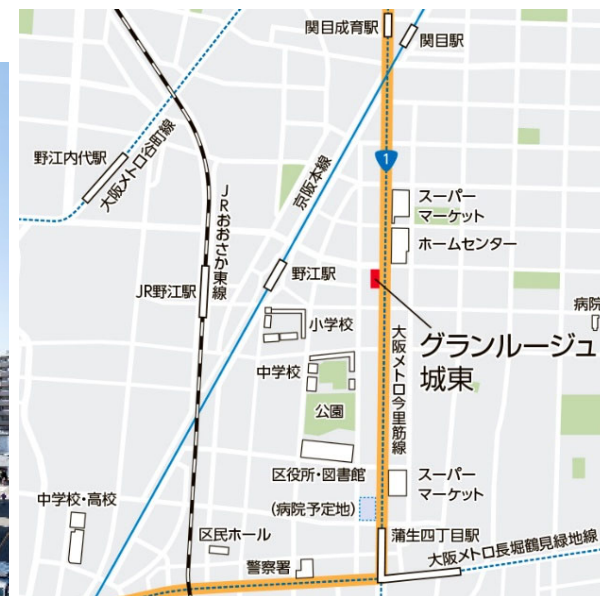 関目成育駅
関目駅
野江内代駅
大阪メトロ谷町線
京阪本線
1
スーパー
マーケット
ホームセンター
JRおおさか東線
JR野江駅
野江駅
病院
小学校
グランルージュ
城東
大阪メトロ今里筋線
中学校
公園
区役所・図書館
スーパー
マーケット
(病院予定地)
中学校・高校
区民ホール
蒲生四丁目駅
警察署
大阪メトロ長堀鶴見緑地線